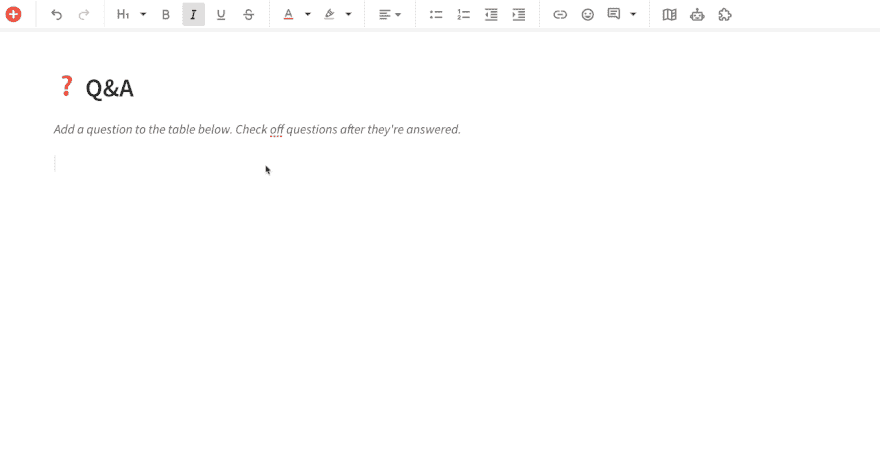 H1 B I U S A
❓ Q&A
Add a question to the table below. Check off questions after they're answered.